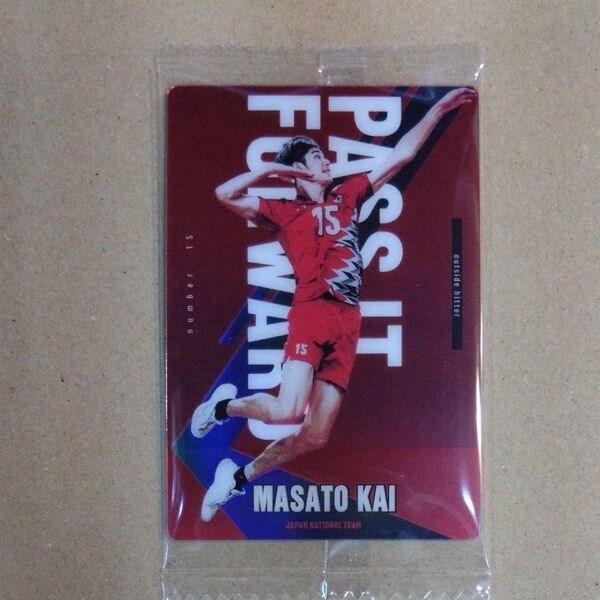 PASS IT
FORWARD
number 15
outside hitter
15
15
MASATO KAI
JAPAN NATIONAL TEAM